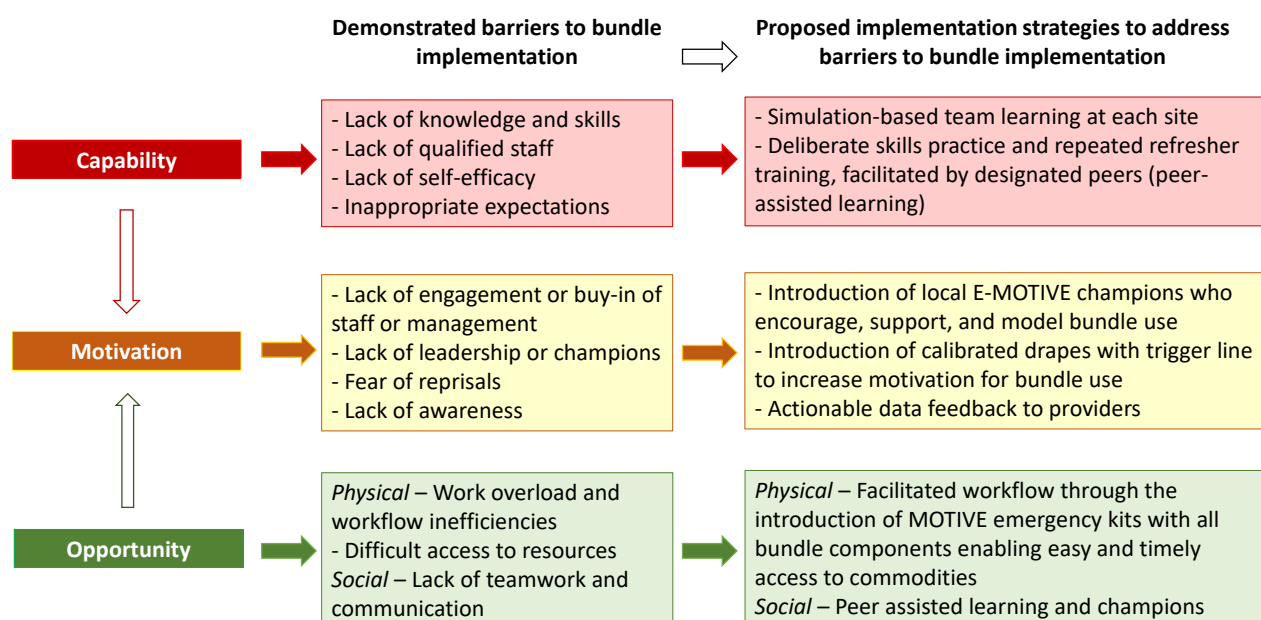 Demonstrated barriers to bundle
implementation
Proposed implementation strategies to address
barriers to bundle implementation
Capability
- Lack of knowledge and skills
- Lack of qualified staff
- Lack of self-efficacy
- Inappropriate expectations
- Simulation-based team learning at each site
- Deliberate skills practice and repeated refresher
training, facilitated by designated peers (peer-
assisted learning)
Motivation
- Lack of engagement or buy-in of
staff or management
- Lack of leadership or champions
- Fear of reprisals
- Lack of awareness
- Introduction of local E-MOTIVE champions who
encourage, support, and model bundle use
- Introduction of calibrated drapes with trigger line
to increase motivation for bundle use
- Actionable data feedback to providers
Opportunity
Physical – Work overload and
workflow inefficiencies
- Difficult access to resources
Social – Lack of teamwork and
communication
Physical – Facilitated workflow through the
introduction of MOTIVE emergency kits with all
bundle components enabling easy and timely
access to commodities
Social – Peer assisted learning and champions